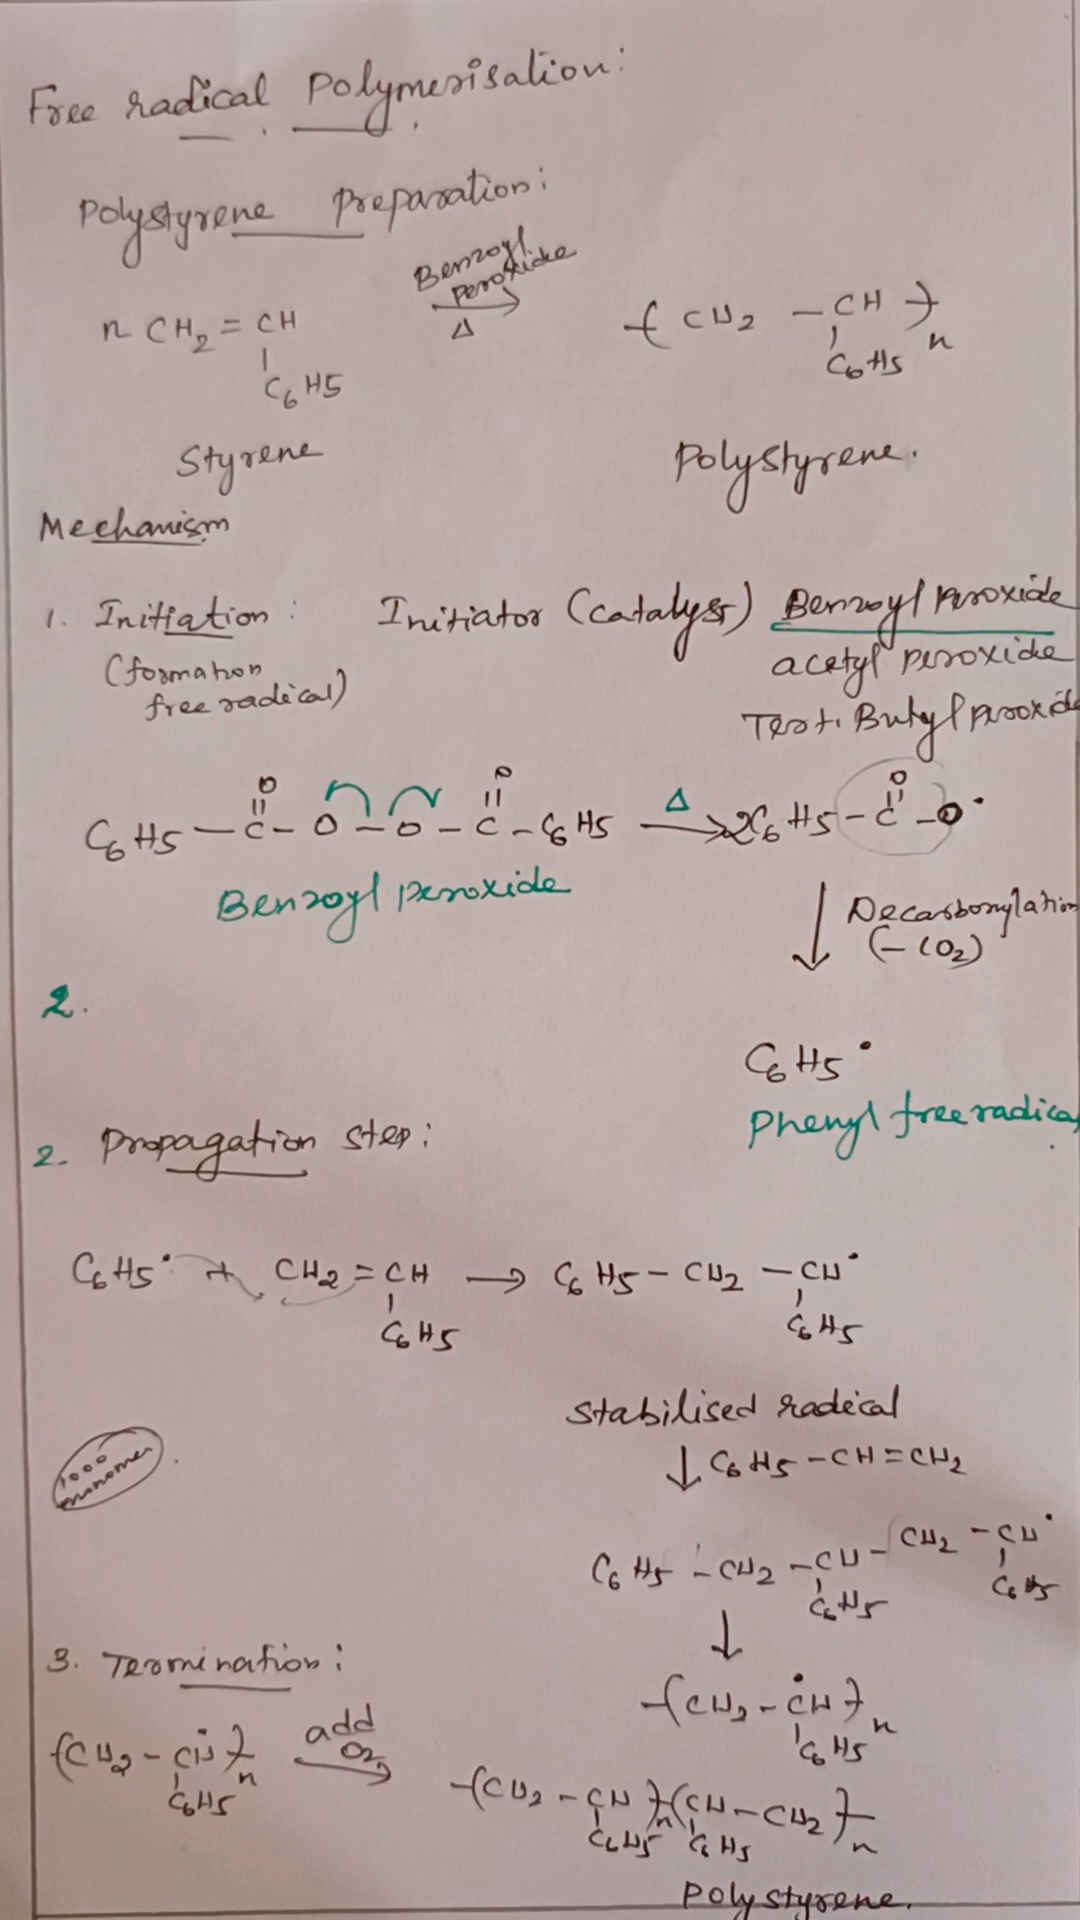 Free radical Polymerisation:
Polystyrene Preparation:
n CH2 = CH
C6H5
Benzoyl
peroxide
Δ
-( CH2 - CH )-n
C6H5
Styrene
Polystyrene.
Mechanism
1. Initiation :
(formation
free radical)
Initiator (catalyst) Benzoyl peroxide
acetyl peroxide
Tert. Butyl peroxide
O
||
C6H5 - C - O - O - C - C6H5
O
||
Δ
→ 2C6H5 - C - O•
O
||
Benzoyl peroxide
↓ Decarbonylation
(- CO2)
2.
C6H5•
Phenyl free radical
2. Propagation step:
C6H5• + CH2 = CH → C6H5 - CH2 - CH•
C6H5
C6H5
Stabilised radical
1000
monomer
↓ C6H5 - CH = CH2
C6H5 - CH2 - CH - CH2 - CH•
C6H5
C6H5
↓
-( CH2 - ĊH )-n
C6H5
3. Termination:
-( CH2 - ĊH )-n
C6H5
add
O2
→
-( CH2 - CH )-n ( CH - CH2 )-n
C6H5 C6H5
Polystyrene.